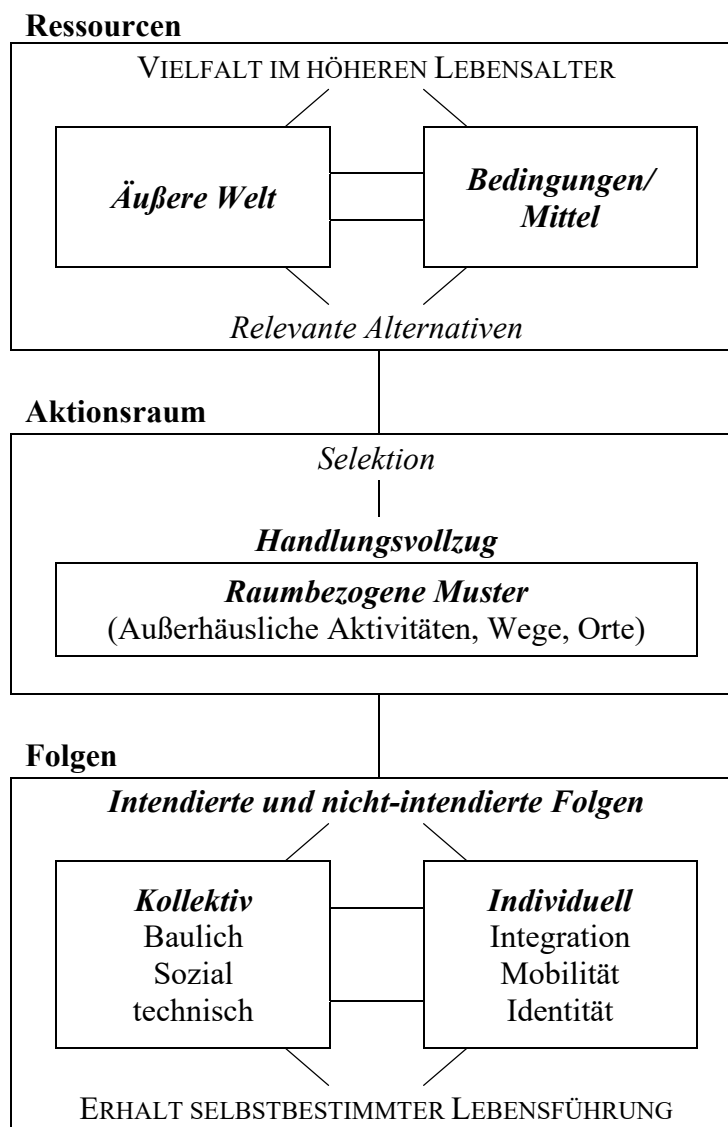 Ressourcen
VIELFALT IM HÖHEREN LEBENSALTER
Äußere Welt
Bedingungen/
Mittel
Relevante Alternativen
Aktionsraum
Selektion
Handlungsvollzug
Raumbezogene Muster
(Außerhäusliche Aktivitäten, Wege, Orte)
Folgen
Intendierte und nicht-intendierte Folgen
Kollektiv
Baulich
Sozial
technisch
Individuell
Integration
Mobilität
Identität
ERHALT SELBSTBESTIMMTER LEBENSFÜHRUNG